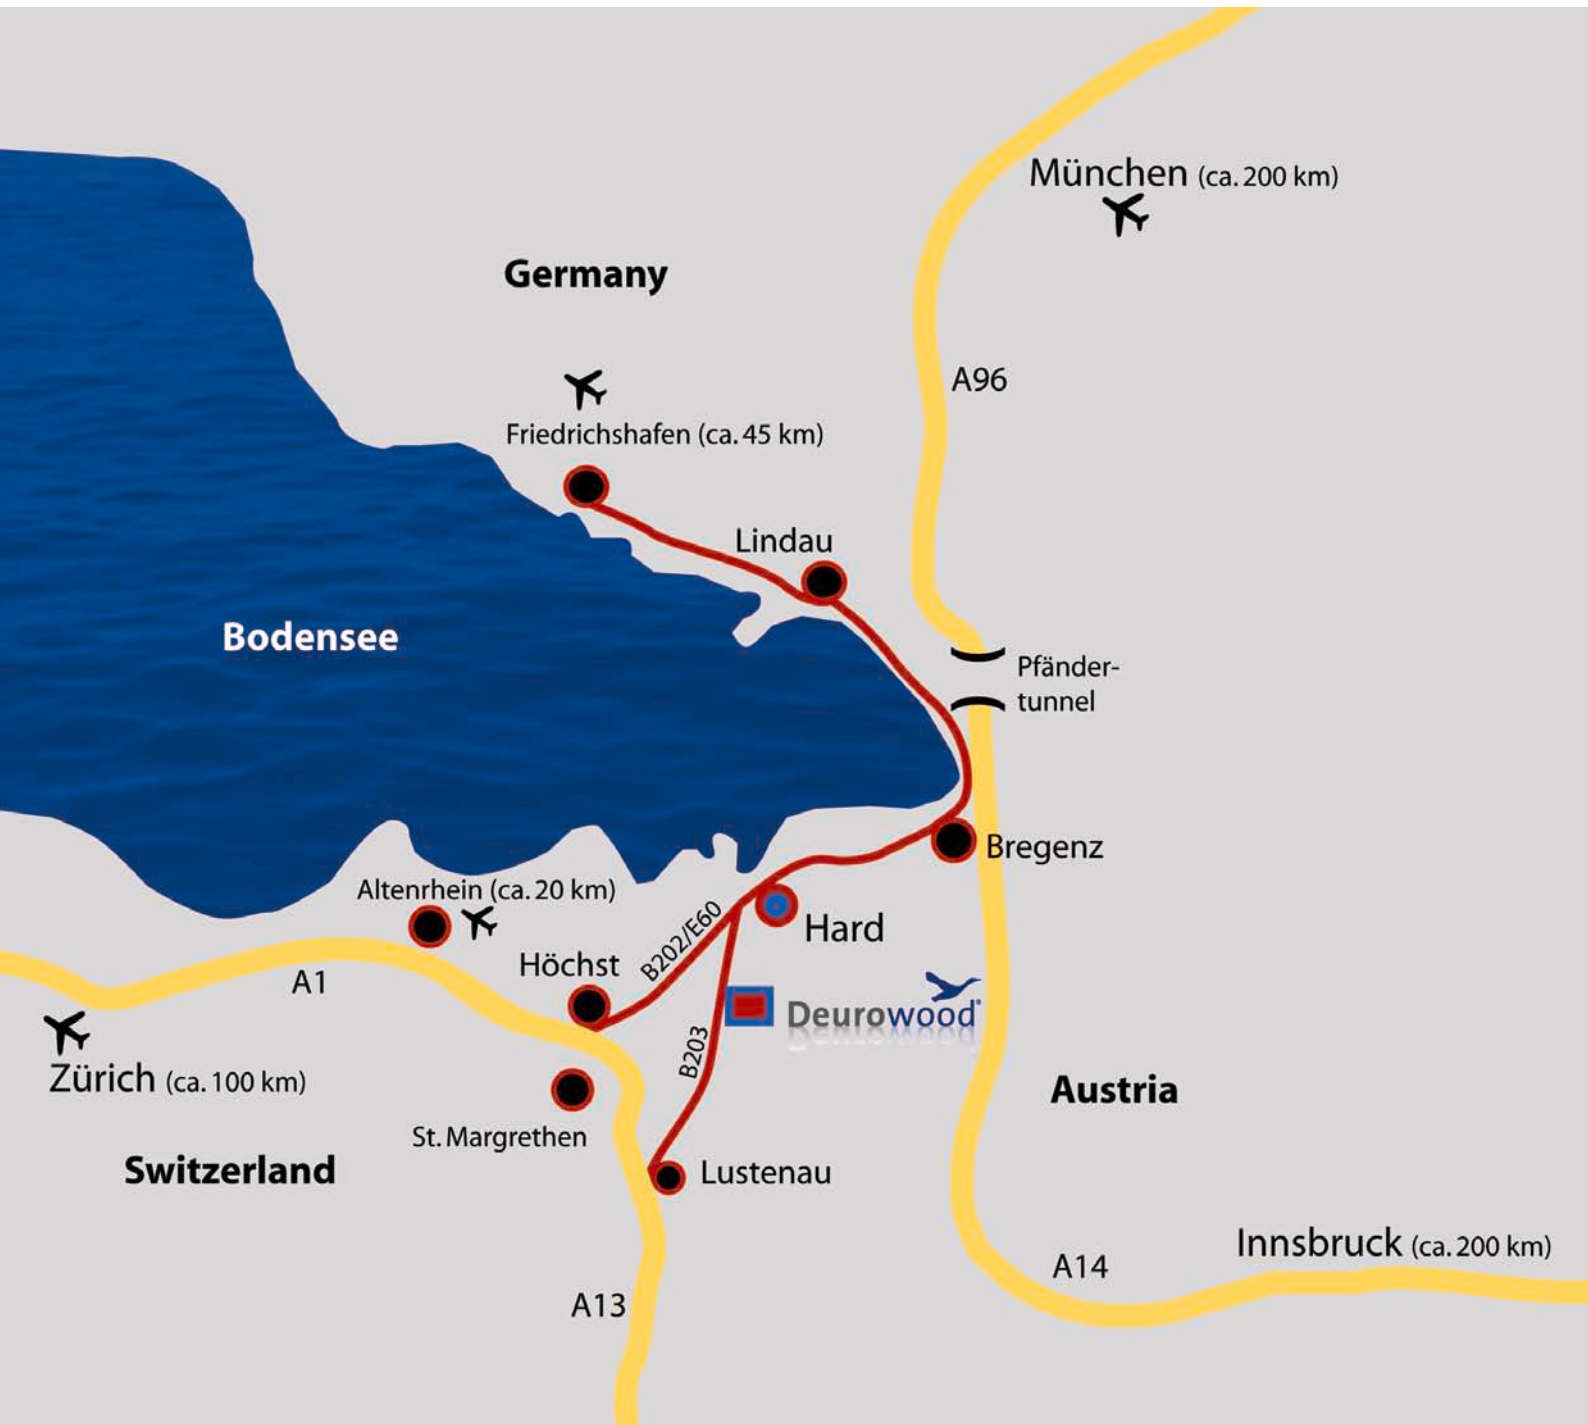 München (ca. 200 km)
Germany
A96
Friedrichshafen (ca. 45 km)
Lindau
Bodensee
Pfänder-
tunnel
Bregenz
Altenrhein (ca. 20 km)
B202/E60
Hard
Höchst
A1
Deurowood
B203
Zürich (ca. 100 km)
Austria
St. Margrethen
Switzerland
Lustenau
Innsbruck (ca. 200 km)
A14
A13